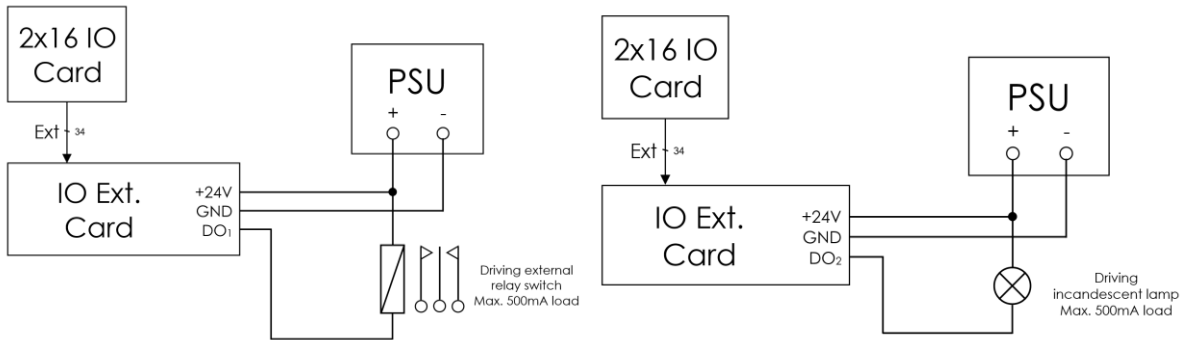 2x16 IO
Card
Ext 34
IO Ext.
Card
+24V
GND
DO₁
PSU
+ -
Driving external
relay switch
Max. 500mA load
2x16 IO
Card
Ext 34
IO Ext.
Card
+24V
GND
DO₂
PSU
+ -
Driving
incandescent lamp
Max. 500mA load